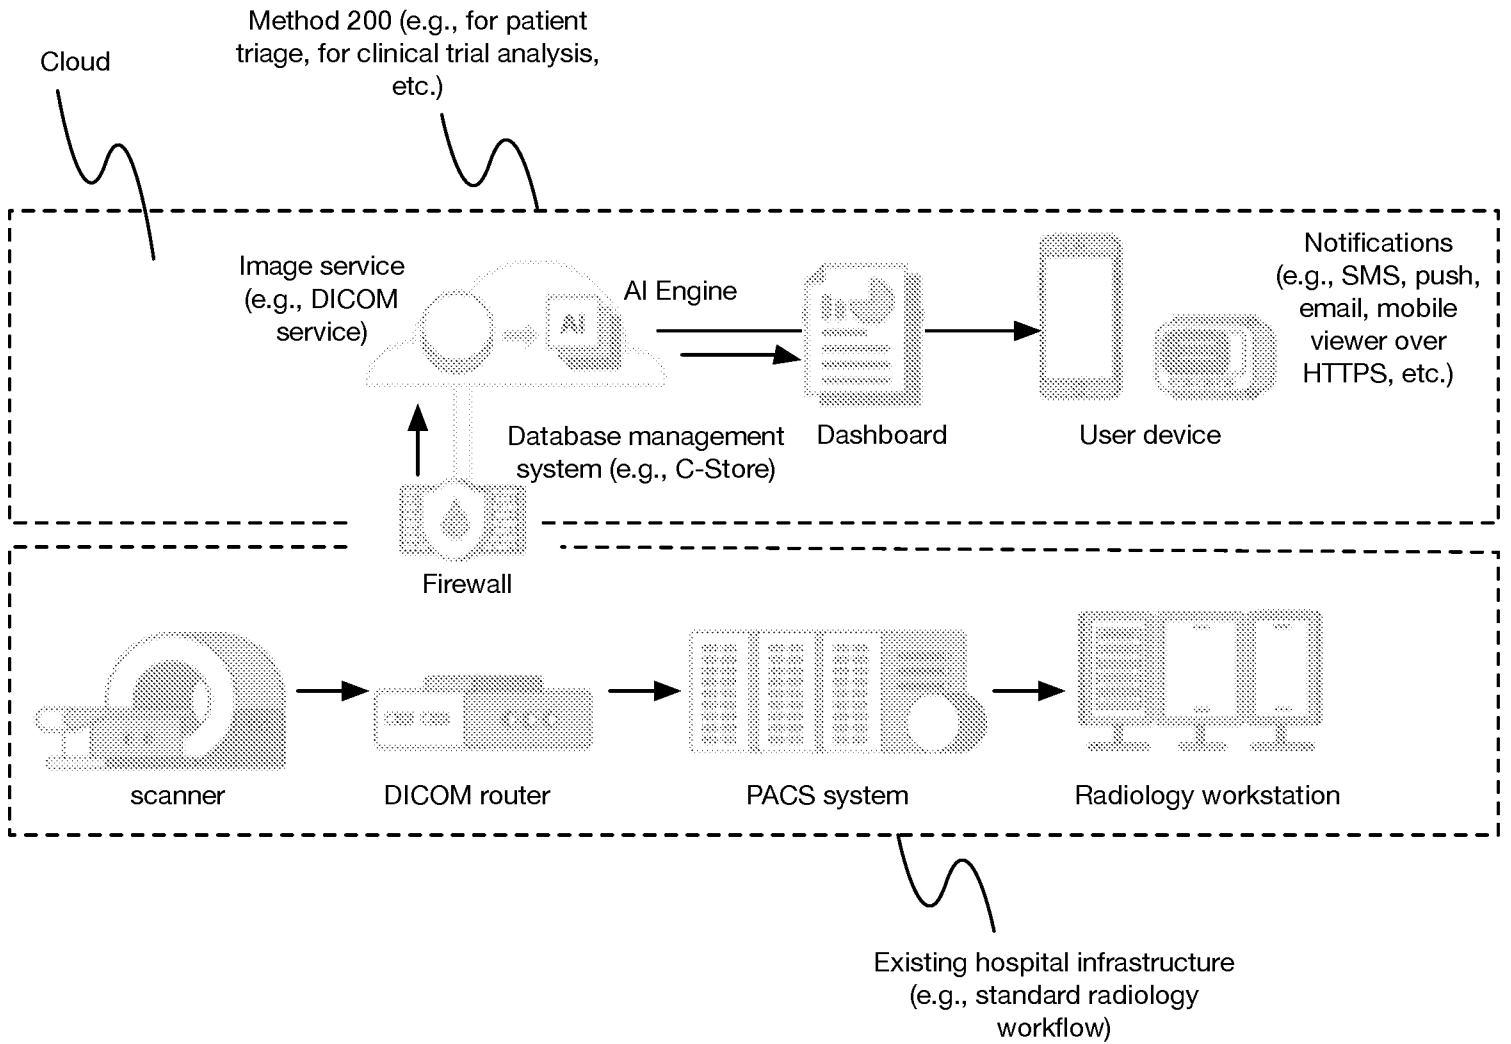 Method 200 (e.g., for patient
triage, for clinical trial analysis,
etc.)
Cloud
Image service
(e.g., DICOM
service)
AI
AI Engine
Notifications
(e.g., SMS, push,
email, mobile
viewer over
HTTPS, etc.)
Database management
system (e.g., C-Store)
Dashboard
User device
Firewall
scanner
DICOM router
PACS system
Radiology workstation
Existing hospital infrastructure
(e.g., standard radiology
workflow)